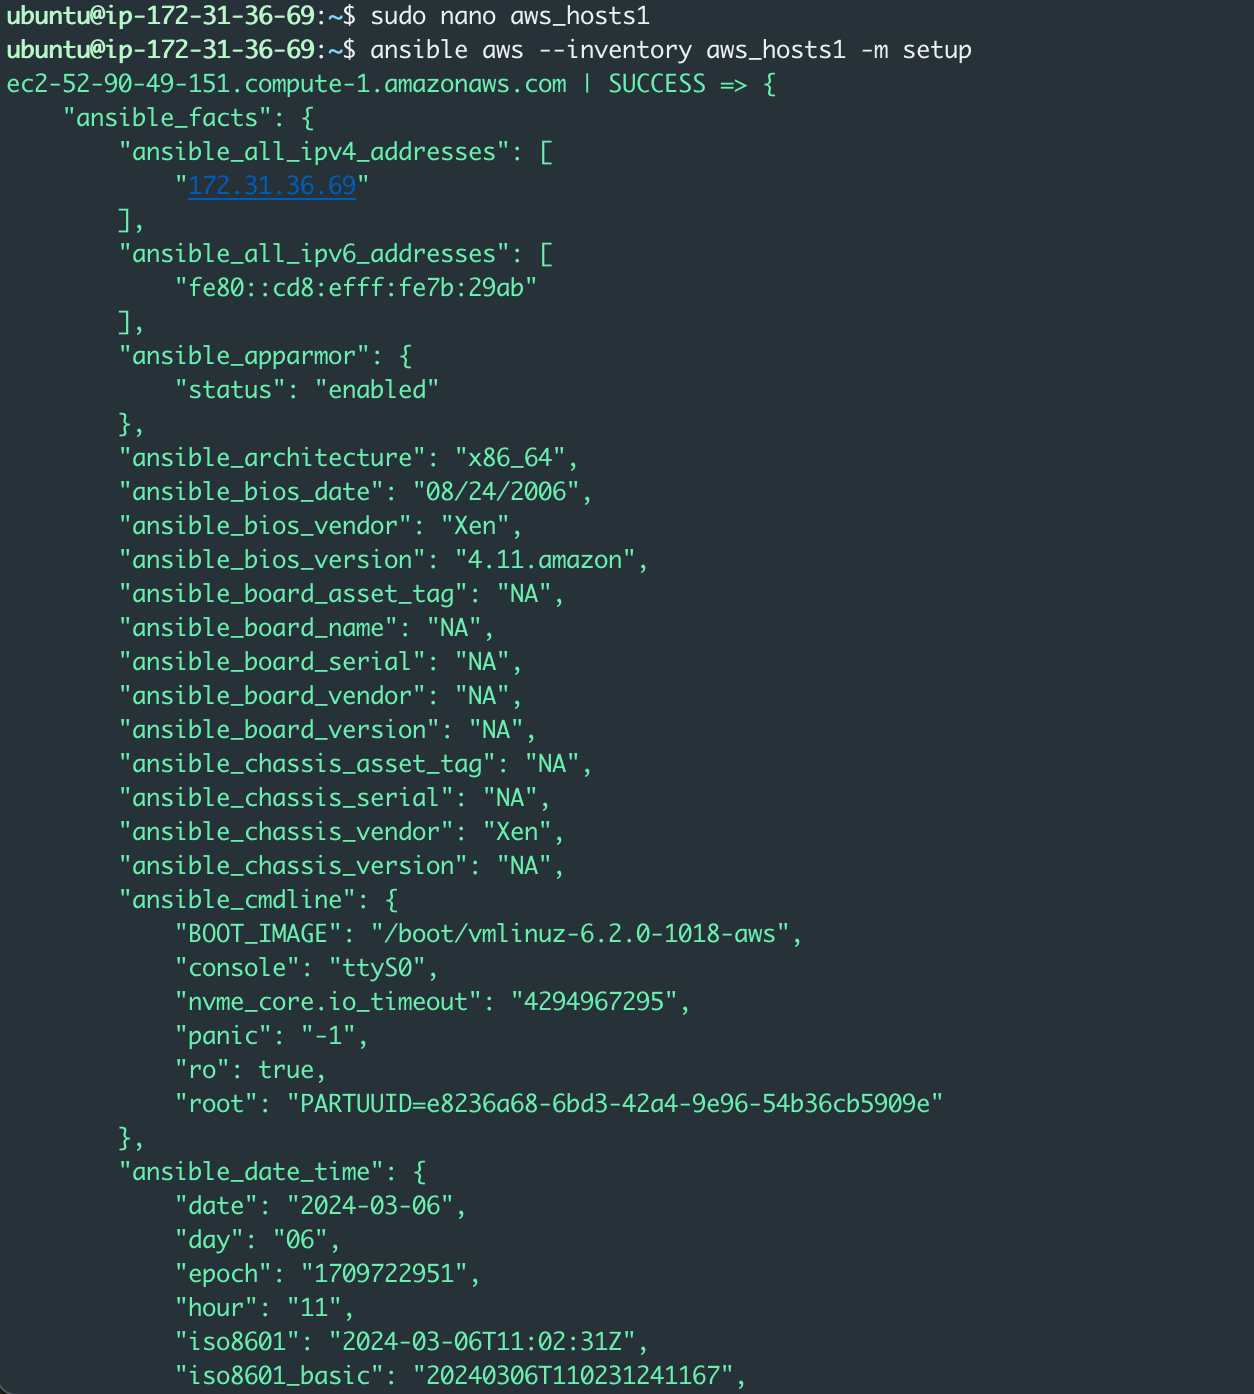 ubuntu@ip-172-31-36-69:~$ sudo nano aws_hosts1
ubuntu@ip-172-31-36-69:~$ ansible aws --inventory aws_hosts1 -m setup
ec2-52-90-49-151.compute-1.amazonaws.com | SUCCESS => {
    "ansible_facts": {
        "ansible_all_ipv4_addresses": [
            "172.31.36.69"
        ],
        "ansible_all_ipv6_addresses": [
            "fe80::cd8:efff:fe7b:29ab"
        ],
        "ansible_apparmor": {
            "status": "enabled"
        },
        "ansible_architecture": "x86_64",
        "ansible_bios_date": "08/24/2006",
        "ansible_bios_vendor": "Xen",
        "ansible_bios_version": "4.11.amazon",
        "ansible_board_asset_tag": "NA",
        "ansible_board_name": "NA",
        "ansible_board_serial": "NA",
        "ansible_board_vendor": "NA",
        "ansible_board_version": "NA",
        "ansible_chassis_asset_tag": "NA",
        "ansible_chassis_serial": "NA",
        "ansible_chassis_vendor": "Xen",
        "ansible_chassis_version": "NA",
        "ansible_cmdline": {
            "BOOT_IMAGE": "/boot/vmlinuz-6.2.0-1018-aws",
            "console": "ttyS0",
            "nvme_core.io_timeout": "4294967295",
            "panic": "-1",
            "ro": true,
            "root": "PARTUUID=e8236a68-6bd3-42a4-9e96-54b36cb5909e"
        },
        "ansible_date_time": {
            "date": "2024-03-06",
            "day": "06",
            "epoch": "1709722951",
            "hour": "11",
            "iso8601": "2024-03-06T11:02:31Z",
            "iso8601_basic": "20240306T110231241167",